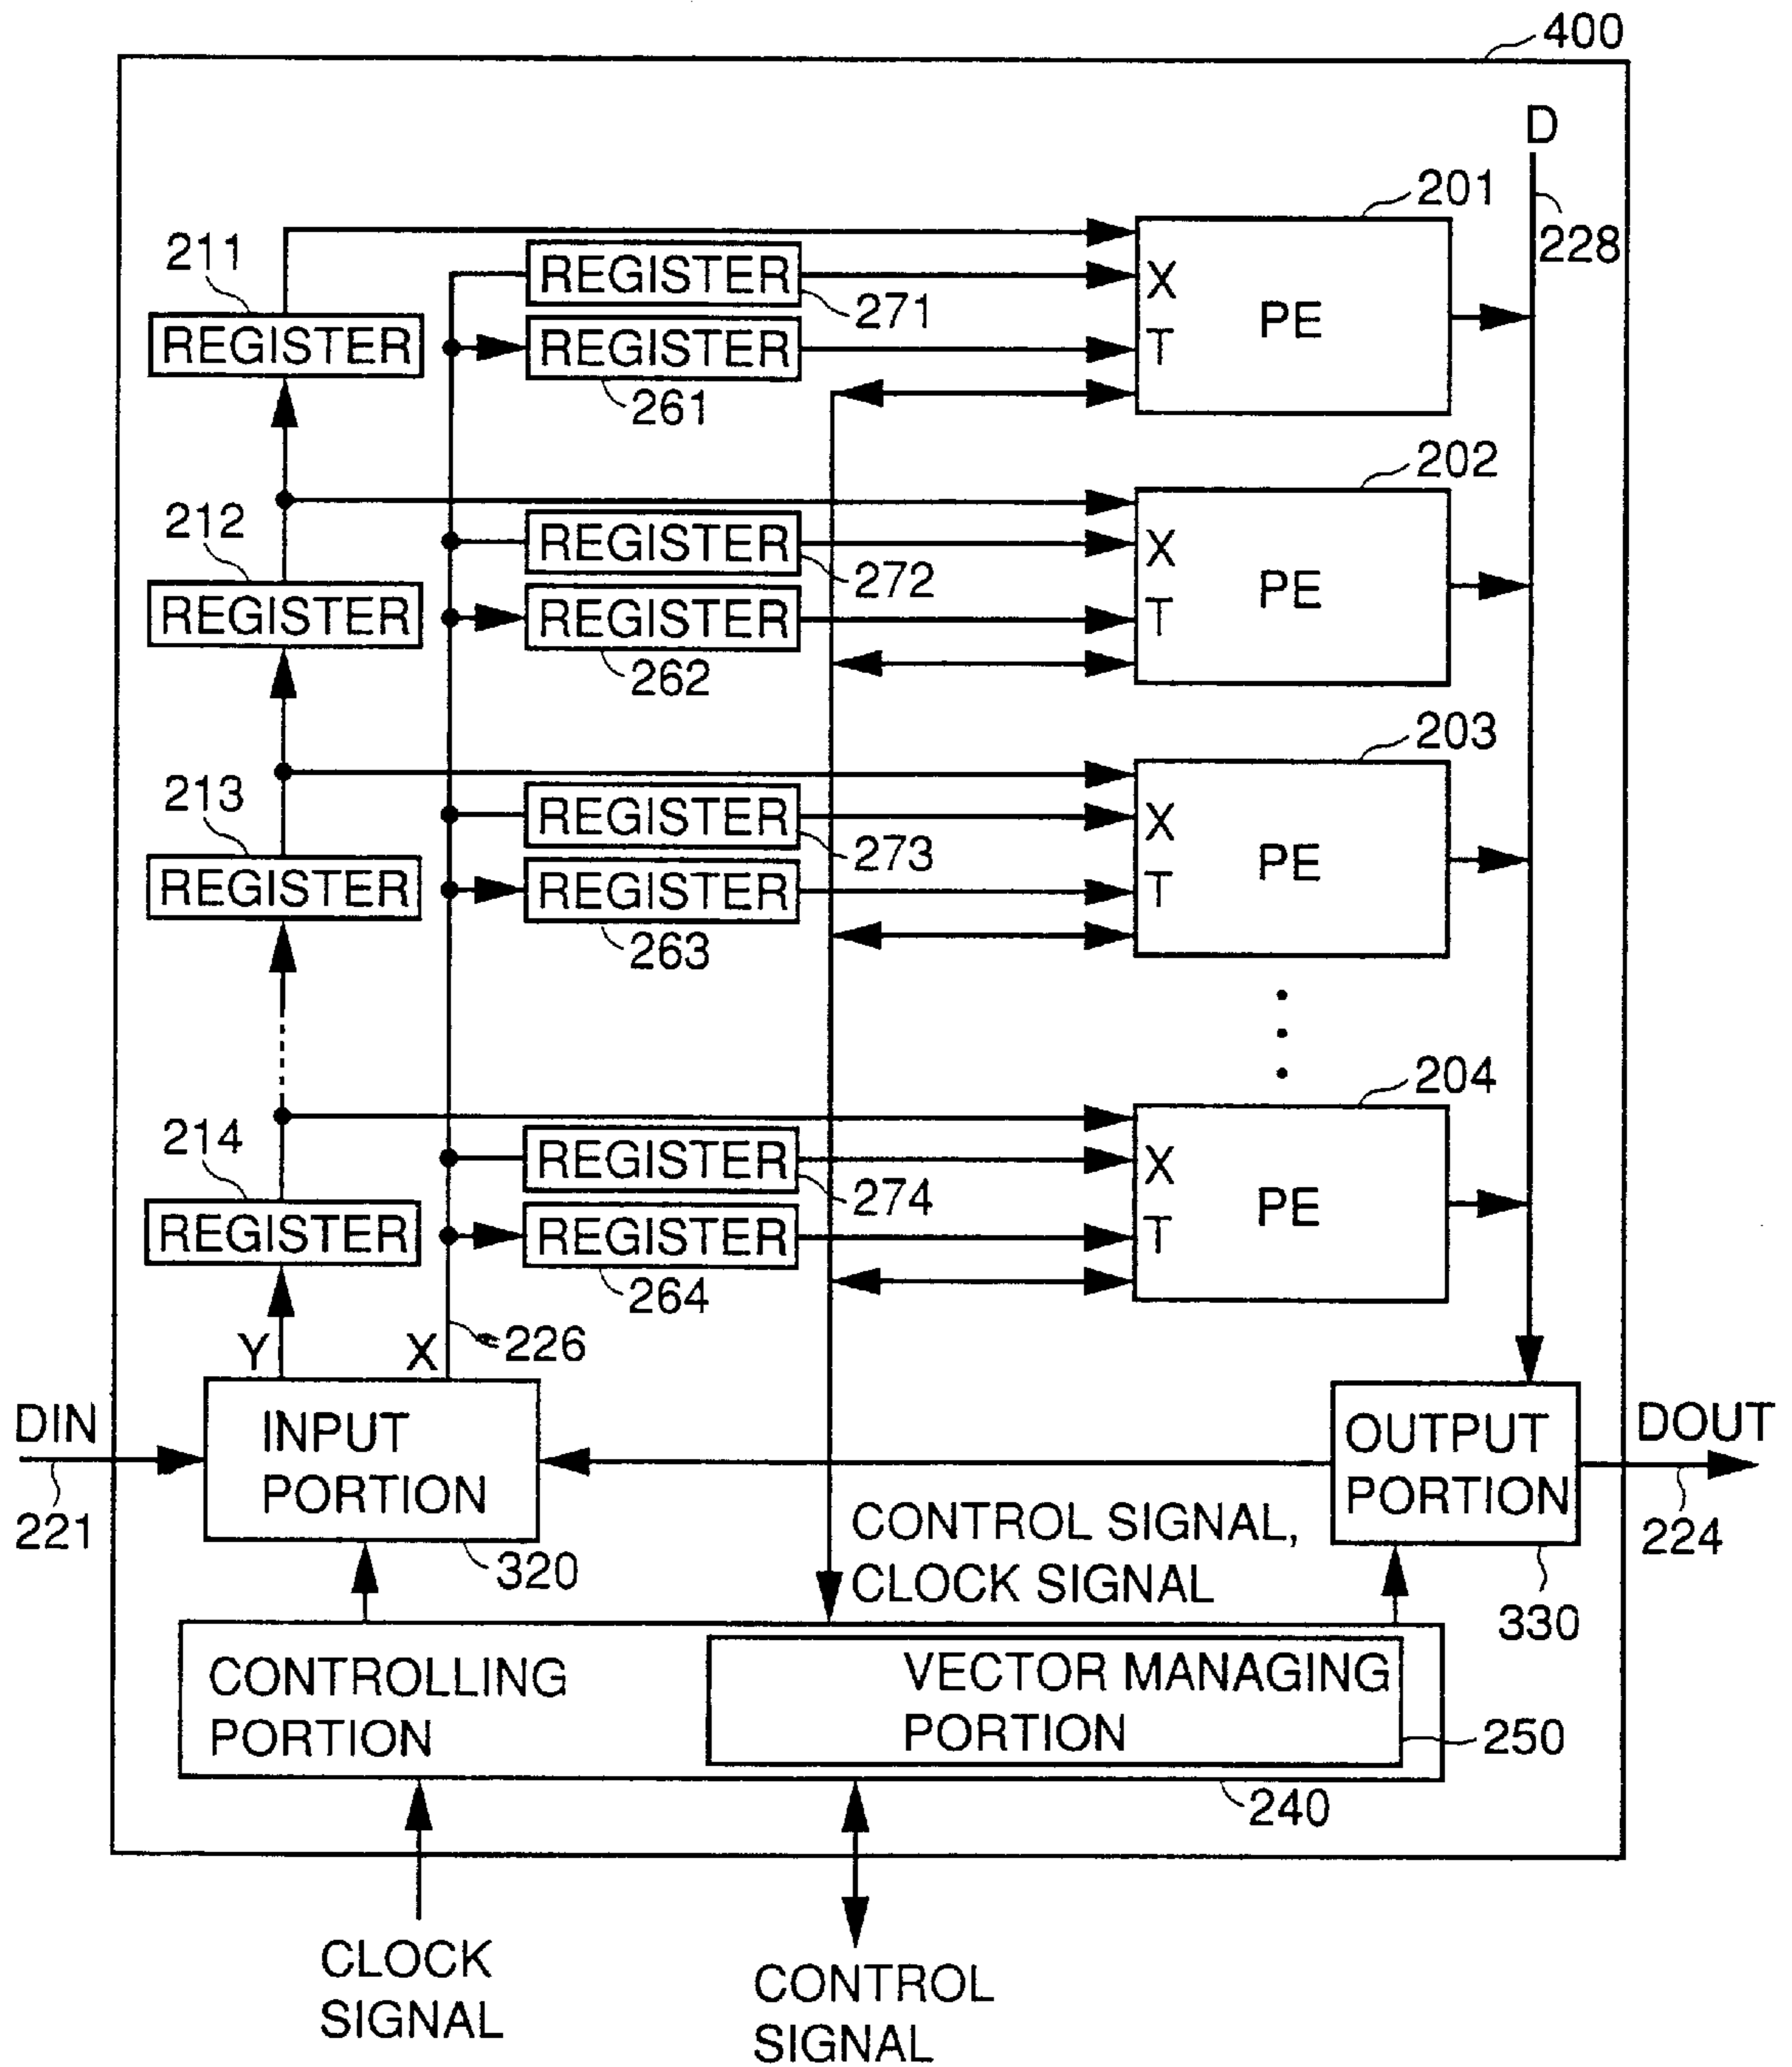 400
D
201
228
211
REGISTER
X
PE
271
REGISTER
REGISTER
T
261
202
212
REGISTER
X
272
PE
REGISTER
REGISTER
T
262
203
213
REGISTER
X
273
PE
REGISTER
REGISTER
T
263
204
214
REGISTER
X
274
PE
REGISTER
REGISTER
T
264
Y
X
226
DIN
INPUT
PORTION
OUTPUT
PORTION
DOUT
221
320
CONTROL SIGNAL,
CLOCK SIGNAL
224
330
CONTROLLING
PORTION
VECTOR MANAGING
PORTION
250
240
CLOCK
SIGNAL
CONTROL
SIGNAL